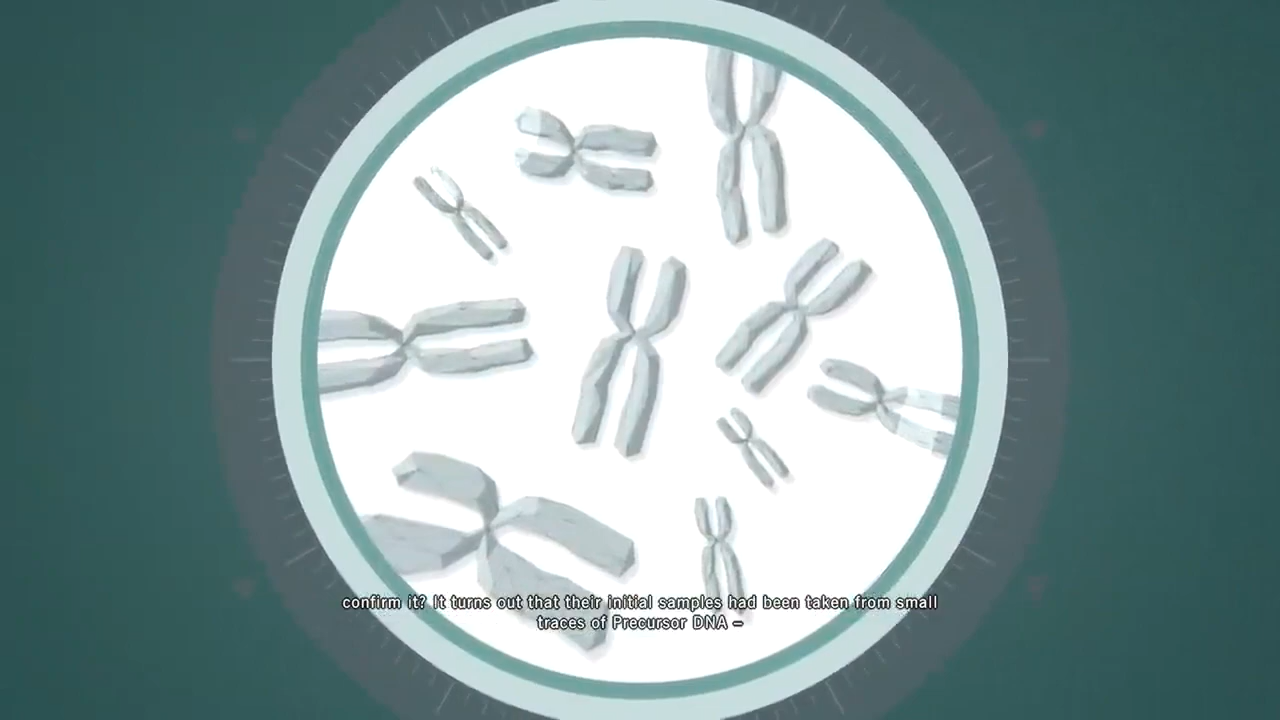 confirm it? It turns out that their initial samples had been taken from small
traces of Precursor DNA –